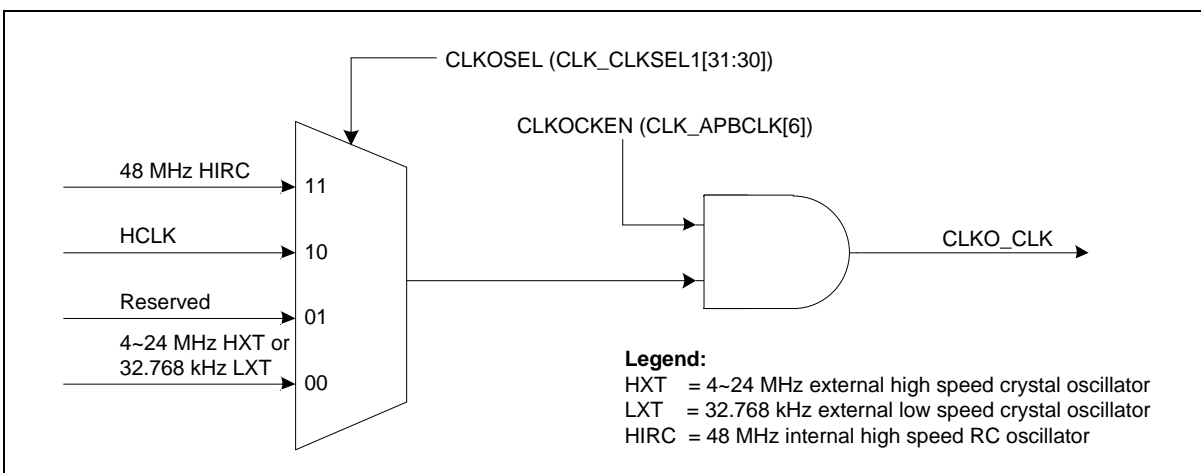 CLKOSEL (CLK_CLKSEL1[31:30])
CLKOCKEN (CLK_APBCLK[6])
48 MHz HIRC
11
HCLK
10
CLKO_CLK
Reserved
01
4~24 MHz HXT or
32.768 kHz LXT
00
Legend:
HXT = 4~24 MHz external high speed crystal oscillator
LXT = 32.768 kHz external low speed crystal oscillator
HIRC = 48 MHz internal high speed RC oscillator